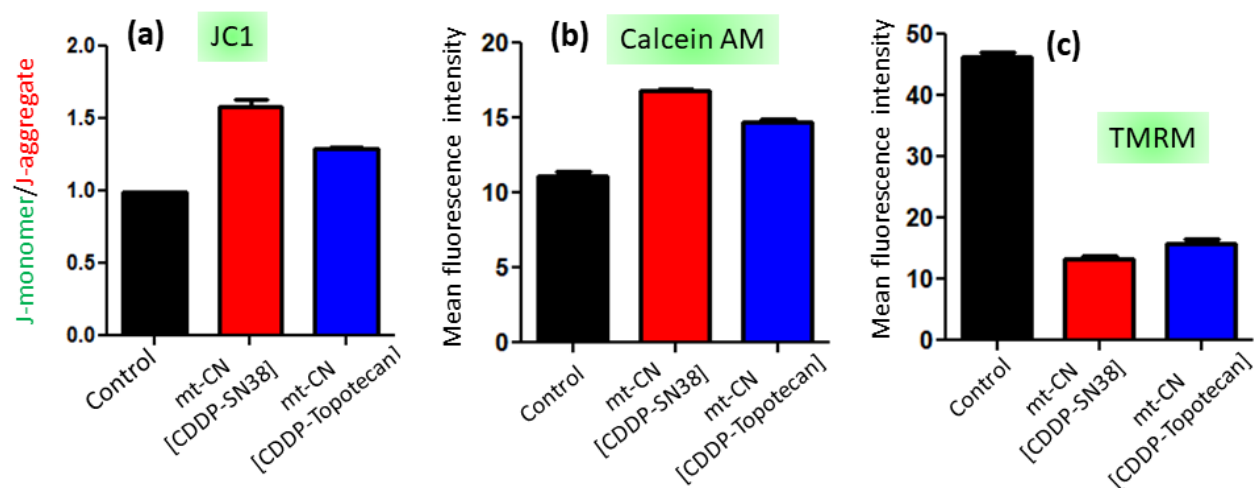 (a)
JC1
J-monomer/J-aggregate
2.0
1.5
1.0
0.5
0.0
Control
mt-CN
[CDDP-SN38]
mt-CN
[CDDP-Topotecan]
(b)
Calcein AM
Mean fluorescence intensity
20
15
10
5
0
Control
mt-CN
[CDDP-SN38]
mt-CN
[CDDP-Topotecan]
(c)
TMRM
Mean fluorescence intensity
50
40
30
20
10
0
Control
mt-CN
[CDDP-SN38]
mt-CN
[CDDP-Topotecan]